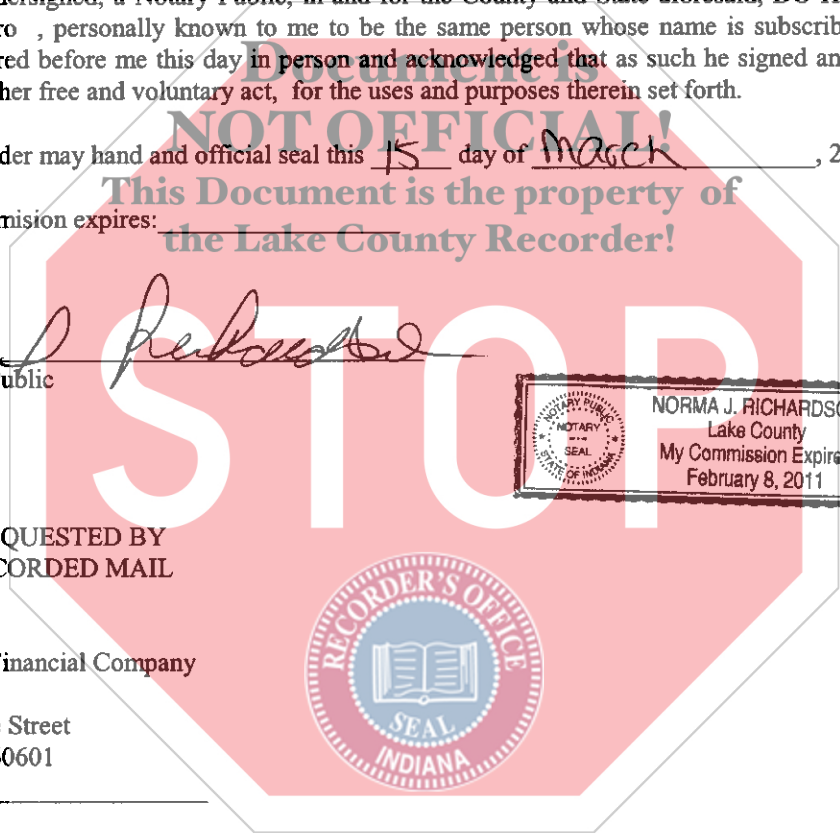 dersigned, a Notary Public, in and for the County and State aforesaid, DO
ro , personally known to me to be the same person whose name is subscrib
red before me this day in person and acknowledged that as such he signed an
her free and voluntary act, for the uses and purposes therein set forth.
Document is
NOT OFFICIAL!
der may hand and official seal this 15 day of March , 2
This Document is the property of
mision expires:
the Lake County Recorder!
STOP
ublic
NOTARY PUBLIC
NOTARY
SEAL
STATE OF INDIANA
NORMA J. RICHARDSO
Lake County
My Commission Expire
February 8, 2011
QUESTED BY
CORDED MAIL
RECORDER'S OFFICE
SEAL
INDIANA
Financial Company
Street
0601